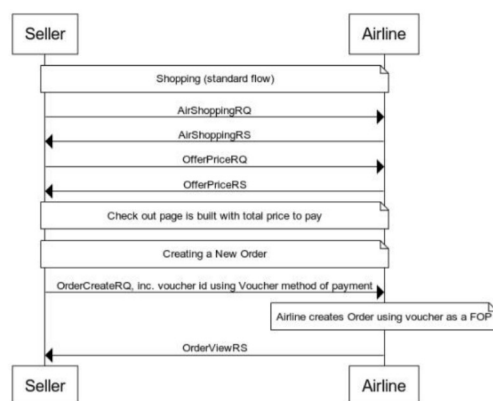 Seller
Airline
Shopping (standard flow)
AirShoppingRQ
AirShoppingRS
OfferPriceRQ
OfferPriceRS
Check out page is built with total price to pay
Creating a New Order
OrderCreateRQ, inc. voucher id using Voucher method of payment
Airline creates Order using voucher as a FOP
OrderViewRS
Seller
Airline